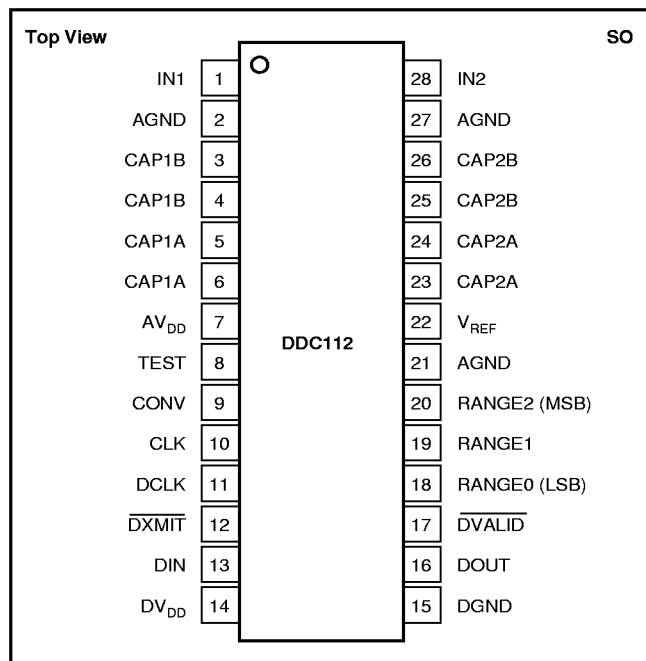 Top View SO
IN1 1 28 IN2
AGND 2 27 AGND
CAP1B 3 26 CAP2B
CAP1B 4 25 CAP2B
CAP1A 5 24 CAP2A
CAP1A 6 23 CAP2A
AVDD 7 22 VREF
DDC112
TEST 8 21 AGND
CONV 9 20 RANGE2 (MSB)
CLK 10 19 RANGE1
DCLK 11 18 RANGE0 (LSB)
DXMIT 12 17 DVALID
DIN 13 16 DOUT
DVDD 14 15 DGND